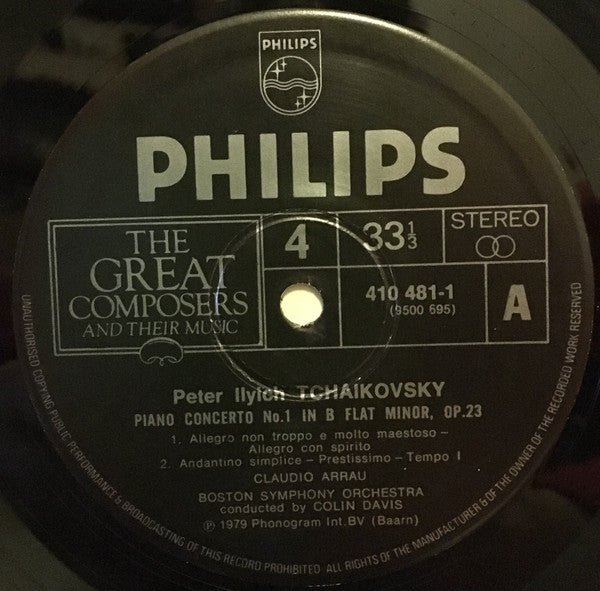 PHILIPS
PHILIPS
THE
GREAT
COMPOSERS
AND THEIR MUSIC
4
33⅓
STEREO
410 481-1
(9500 695)
A
Peter Ilyich TCHAIKOVSKY
PIANO CONCERTO No.1 IN B FLAT MINOR, OP.23
1. Allegro non troppo e molto maestoso –
Allegro con spirito
2. Andantino simplice – Prestissimo – Tempo I
CLAUDIO ARRAU
BOSTON SYMPHONY ORCHESTRA
conducted by COLIN DAVIS
℗ 1979 Phonogram Int. BV (Baarn)
UNAUTHORISED COPYING PUBLIC PERFORMANCE & BROADCASTING OF THIS RECORD PROHIBITED. ALL RIGHTS OF THE MANUFACTURER & OF THE OWNER OF THE RECORDED WORK RESERVED